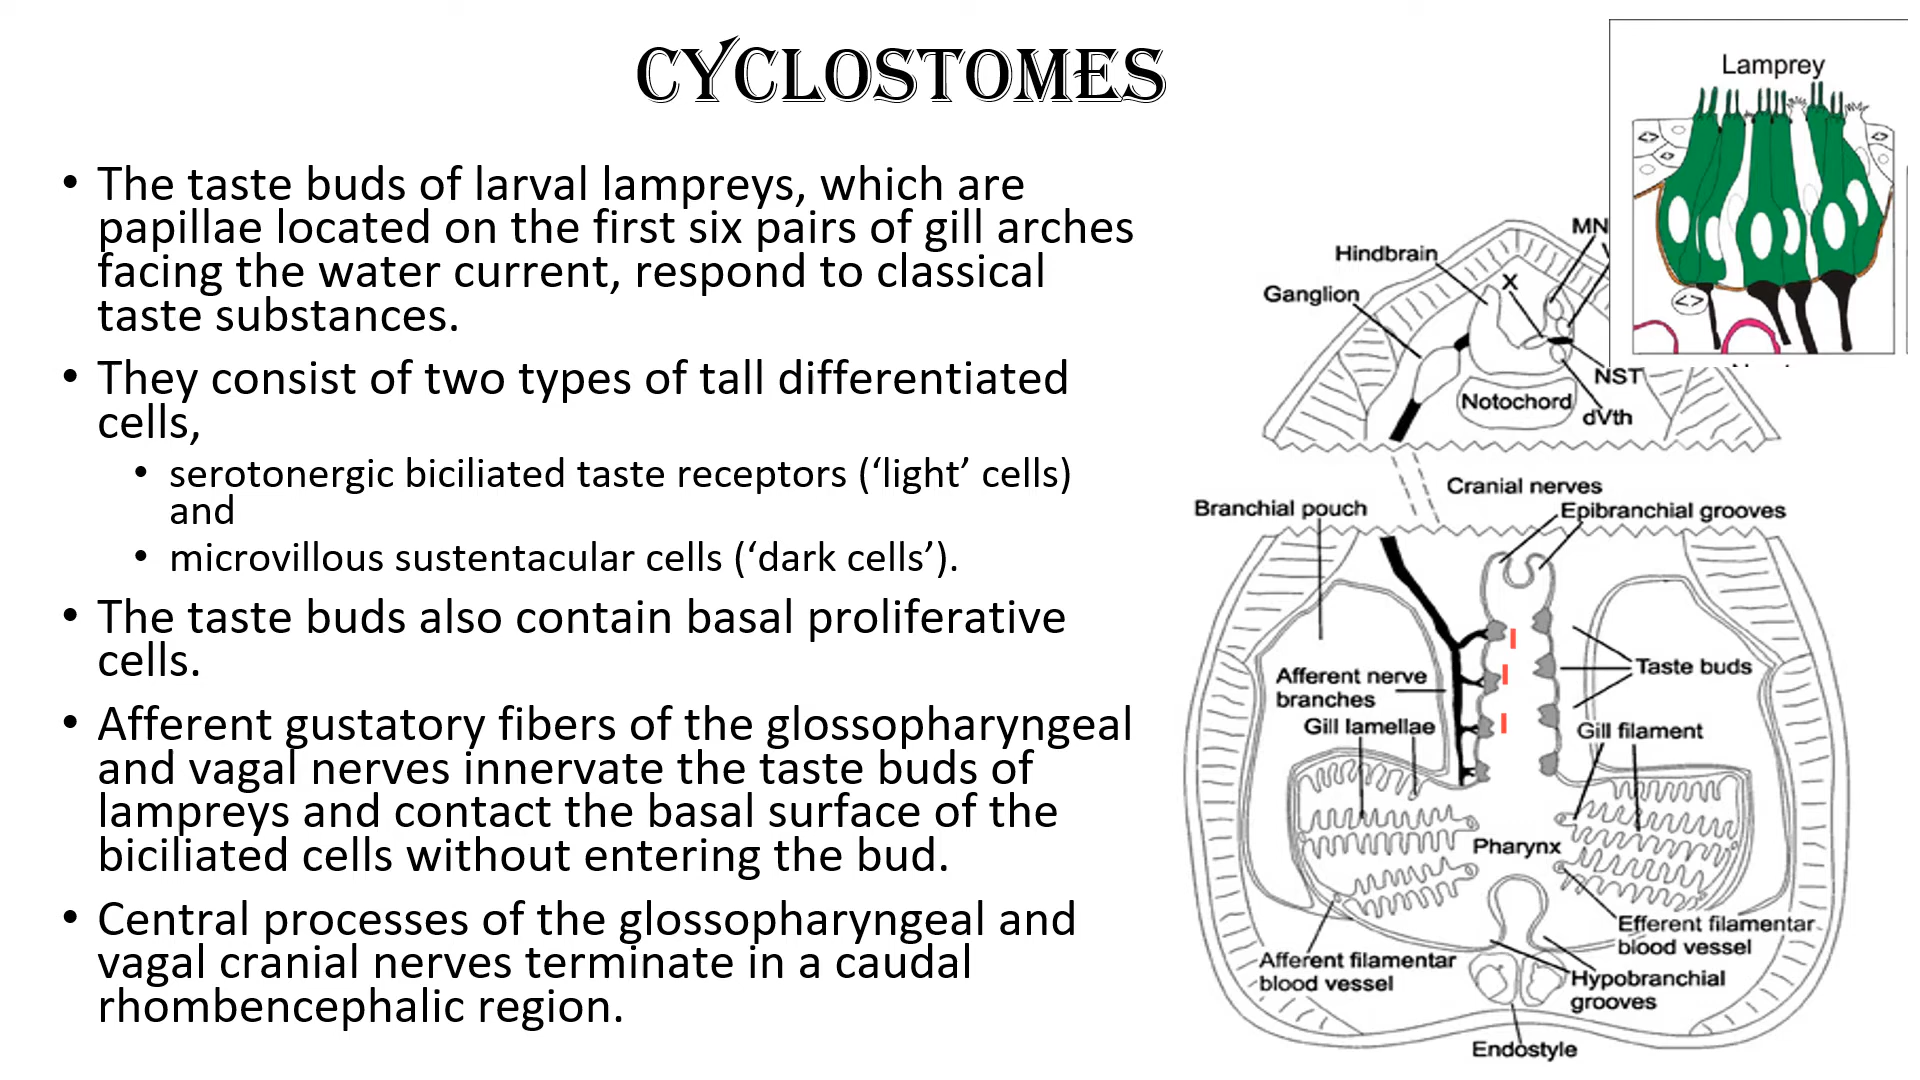 CYCLOSTOMES
• The taste buds of larval lampreys, which are
papillae located on the first six pairs of gill arches
facing the water current, respond to classical
taste substances.
• They consist of two types of tall differentiated
cells,
• serotonergic biciliated taste receptors (‘light’ cells)
and
• microvillous sustentacular cells (‘dark cells’).
• The taste buds also contain basal proliferative
cells.
• Afferent gustatory fibers of the glossopharyngeal
and vagal nerves innervate the taste buds of
lampreys and contact the basal surface of the
biciliated cells without entering the bud.
• Central processes of the glossopharyngeal and
vagal cranial nerves terminate in a caudal
rhombencephalic region.
Lamprey
MN
Hindbrain
X
Ganglion
NST
Notochord
dVth
Cranial nerves
Branchial pouch
Epibranchial grooves
Afferent nerve
branches
Taste buds
Gill lamellae
Gill filament
Pharynx
Efferent filamentar
blood vessel
Afferent filamentar
blood vessel
Hypobranchial
grooves
Endostyle